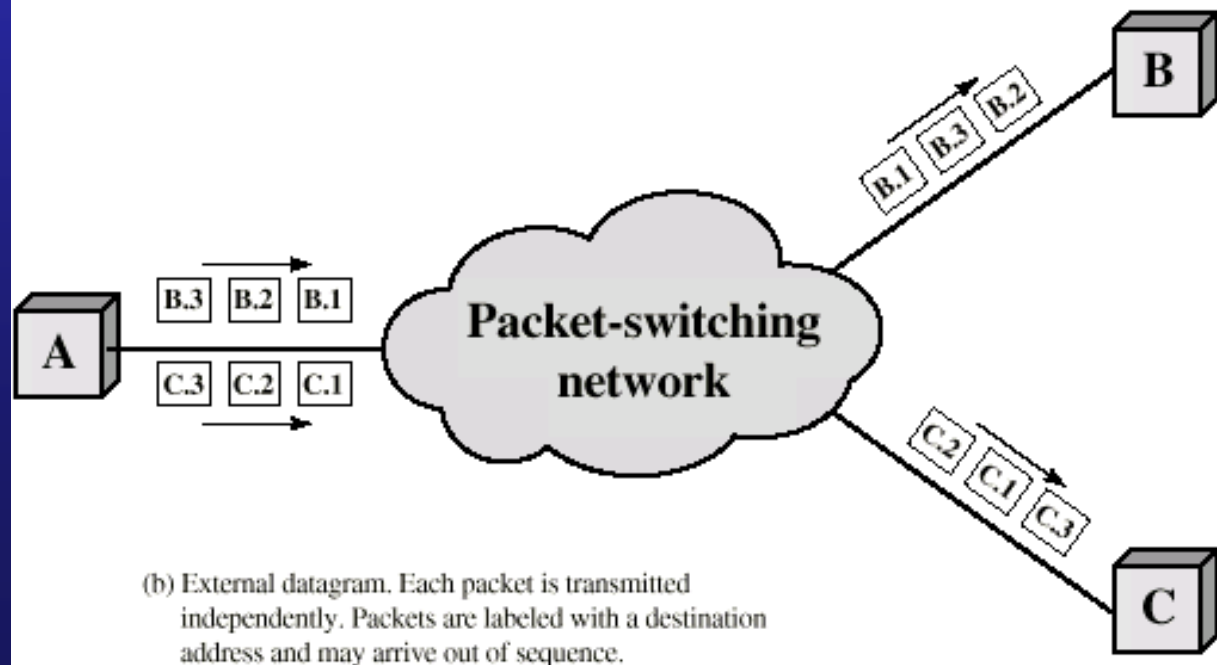 B
B.1 B.3 B.2
B.3 B.2 B.1
A
Packet-switching
network
C.3 C.2 C.1
C.2 C.1 C.3
C
(b) External datagram. Each packet is transmitted
independently. Packets are labeled with a destination
address and may arrive out of sequence.